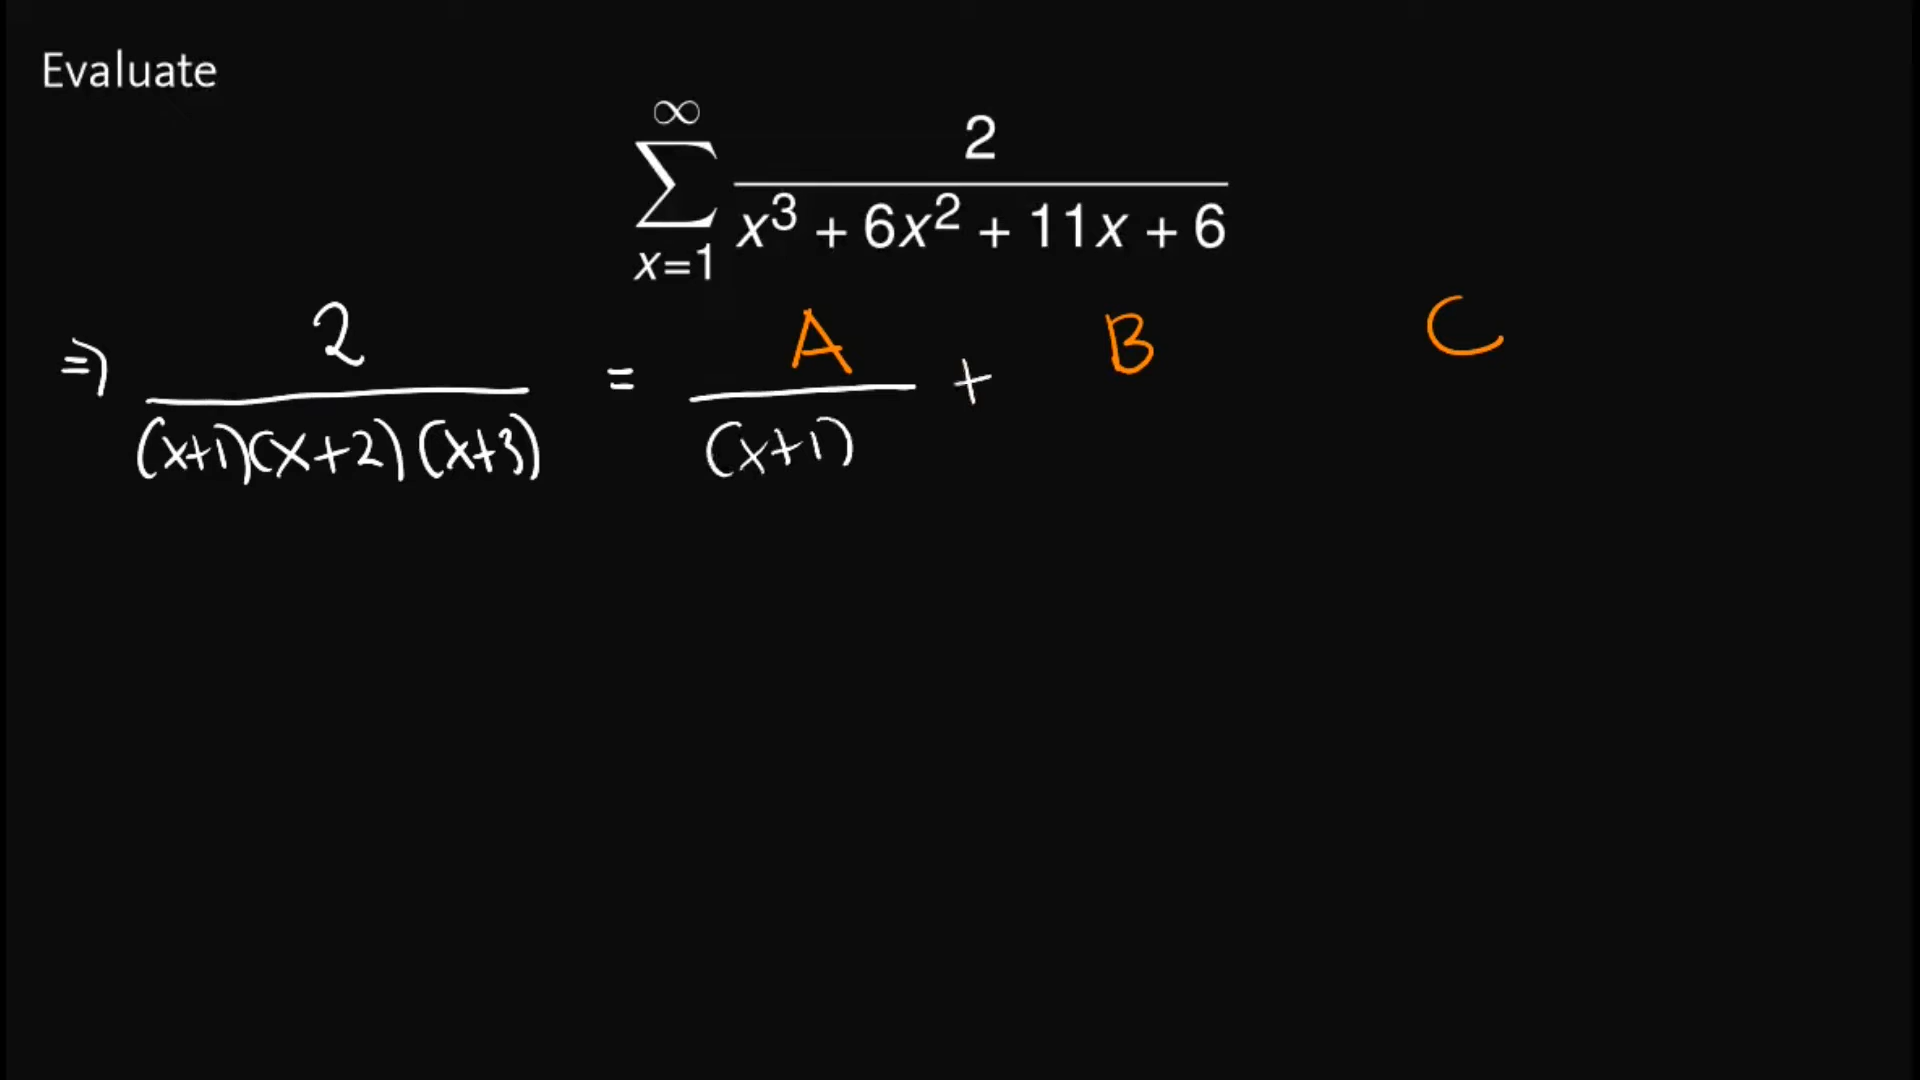 Evaluate
∞
∑ 2 / (x³ + 6x² + 11x + 6)
x=1
⇒ 2 / (x+1)(x+2)(x+3) = A / (x+1) + B C